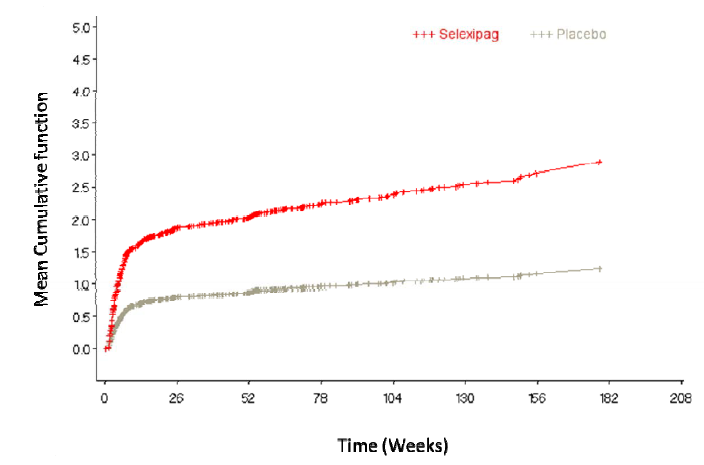 +++ Selexipag +++ Placebo
5.0
4.5
4.0
3.5
3.0
2.5
2.0
1.5
1.0
0.5
0.0
Mean Cumulative function
0 26 52 78 104 130 156 182 208
Time (Weeks)